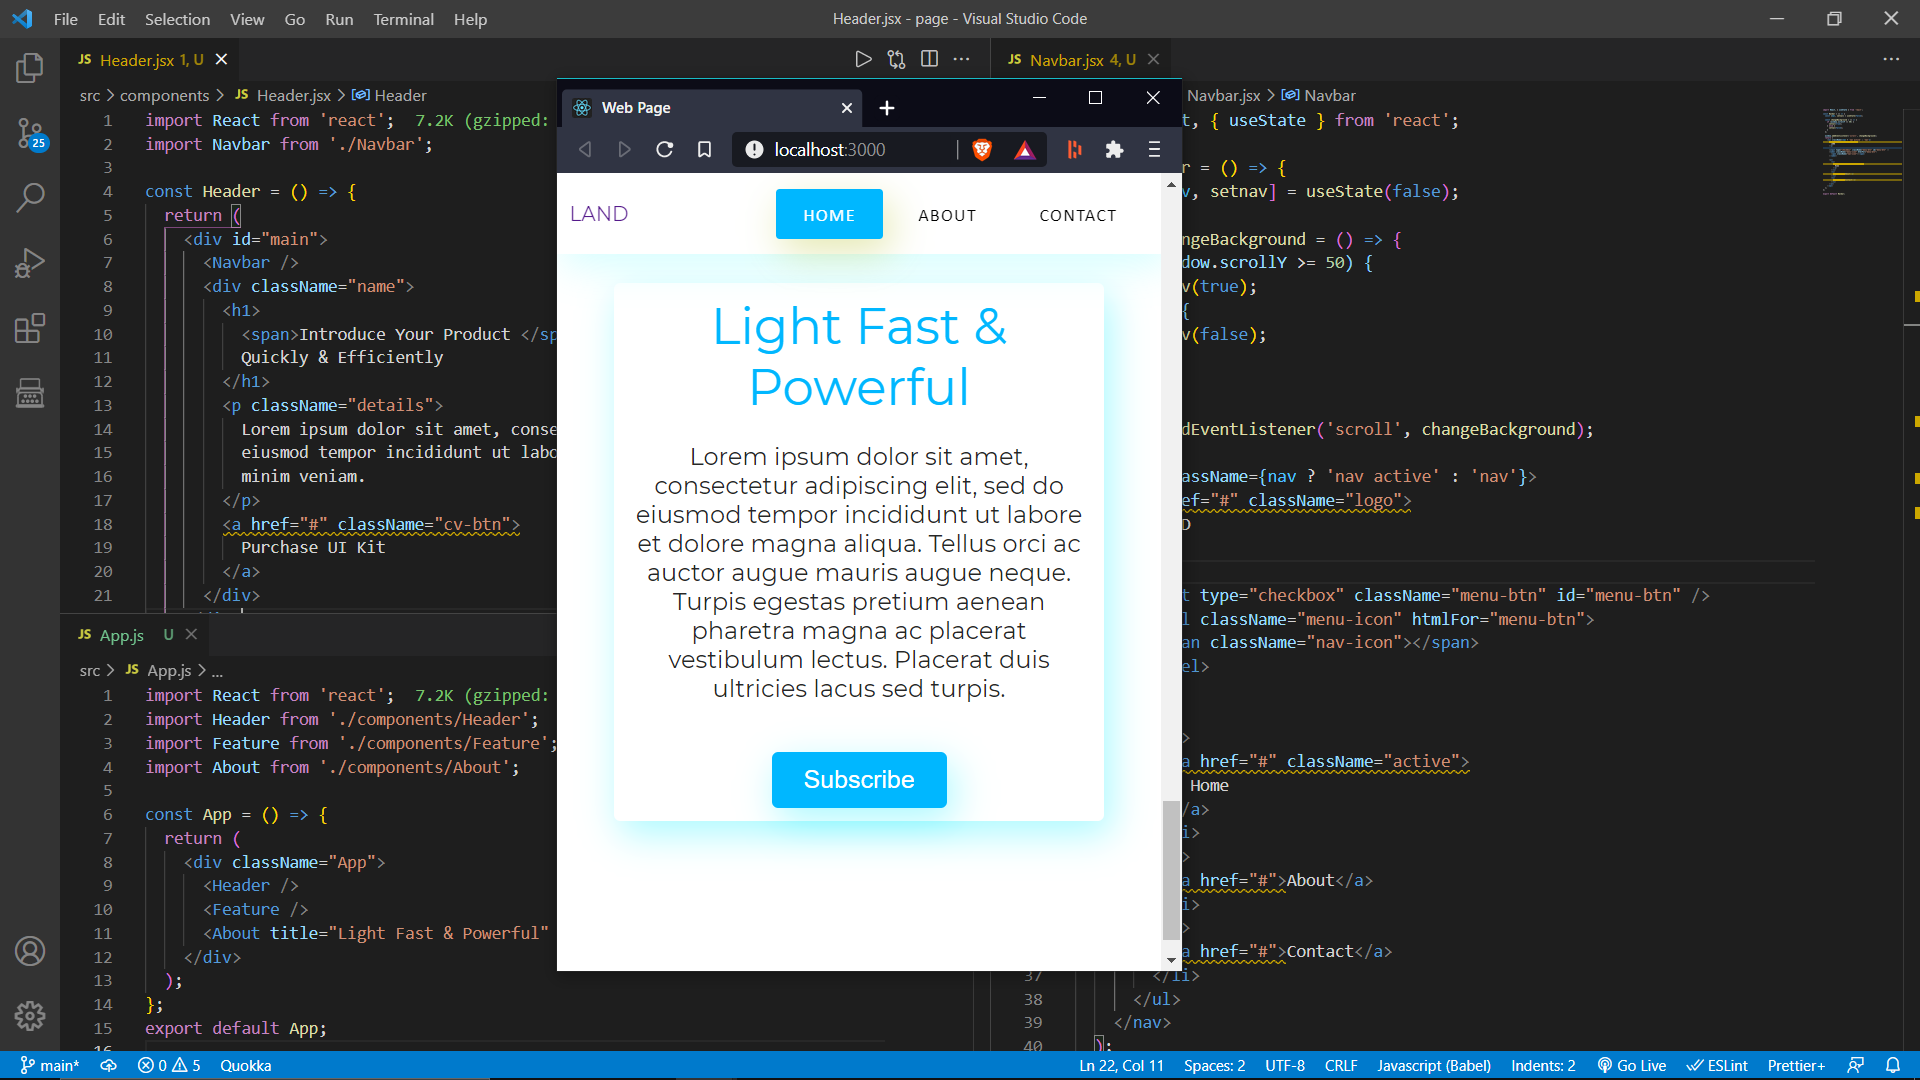 File Edit Selection View Go Run Terminal Help
Header.jsx - page - Visual Studio Code
JS Header.jsx 1, U
src > components > JS Header.jsx > Header
1 import React from 'react'; 7.2K (gzipped:
2 import Navbar from './Navbar';
3
4 const Header = () => {
5 return (
6 <div id="main">
7 <Navbar />
8 <div className="name">
9 <h1>
10 <span>Introduce Your Product </sp
11 Quickly & Efficiently
12 </h1>
13 <p className="details">
14 Lorem ipsum dolor sit amet, conse
15 eiusmod tempor incididunt ut labo
16 minim veniam.
17 </p>
18 <a href="#" className="cv-btn">
19 Purchase UI Kit
20 </a>
21 </div>
25
JS App.js U
src > JS App.js > ...
1 import React from 'react'; 7.2K (gzipped:
2 import Header from './components/Header';
3 import Feature from './components/Feature';
4 import About from './components/About';
5
6 const App = () => {
7 return (
8 <div className="App">
9 <Header />
10 <Feature />
11 <About title="Light Fast & Powerful"
12 </div>
13 );
14 };
15 export default App;
16
Web Page
localhost:3000
LAND
HOME ABOUT CONTACT
Light Fast &
Powerful
Lorem ipsum dolor sit amet,
consectetur adipiscing elit, sed do
eiusmod tempor incididunt ut labore
et dolore magna aliqua. Tellus orci ac
auctor augue mauris augue neque.
Turpis egestas pretium aenean
pharetra magna ac placerat
vestibulum lectus. Placerat duis
ultricies lacus sed turpis.
Subscribe
JS Navbar.jsx 4, U
Navbar.jsx > Navbar
t, { useState } from 'react';
r = () => {
v, setnav] = useState(false);
ngeBackground = () => {
dow.scrollY >= 50) {
v(true);
{
v(false);
dEventListener('scroll', changeBackground);
assName={nav ? 'nav active' : 'nav'}>
ef="#" className="logo">
D
t type="checkbox" className="menu-btn" id="menu-btn" />
l className="menu-icon" htmlFor="menu-btn">
an className="nav-icon"></span>
el>
>
a href="#" className="active">
Home
/a>
i>
>
a href="#">About</a>
i>
>
a href="#">Contact</a>
37 </li>
38 </ul>
39 </nav>
40 );
main* 0 5 Quokka
Ln 22, Col 11 Spaces: 2 UTF-8 CRLF Javascript (Babel) Indents: 2 Go Live ESLint Prettier+